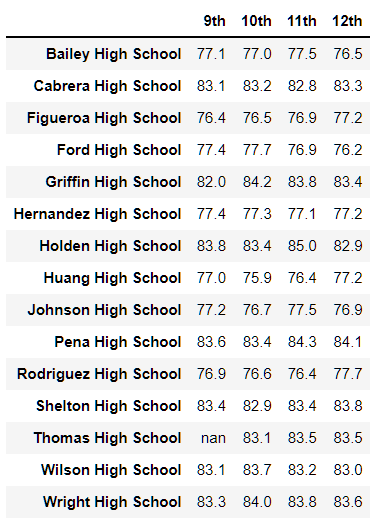 9th 10th 11th 12th
Bailey High School 77.1 77.0 77.5 76.5
Cabrera High School 83.1 83.2 82.8 83.3
Figueroa High School 76.4 76.5 76.9 77.2
Ford High School 77.4 77.7 76.9 76.2
Griffin High School 82.0 84.2 83.8 83.4
Hernandez High School 77.4 77.3 77.1 77.2
Holden High School 83.8 83.4 85.0 82.9
Huang High School 77.0 75.9 76.4 77.2
Johnson High School 77.2 76.7 77.5 76.9
Pena High School 83.6 83.4 84.3 84.1
Rodriguez High School 76.9 76.6 76.4 77.7
Shelton High School 83.4 82.9 83.4 83.8
Thomas High School nan 83.1 83.5 83.5
Wilson High School 83.1 83.7 83.2 83.0
Wright High School 83.3 84.0 83.8 83.6